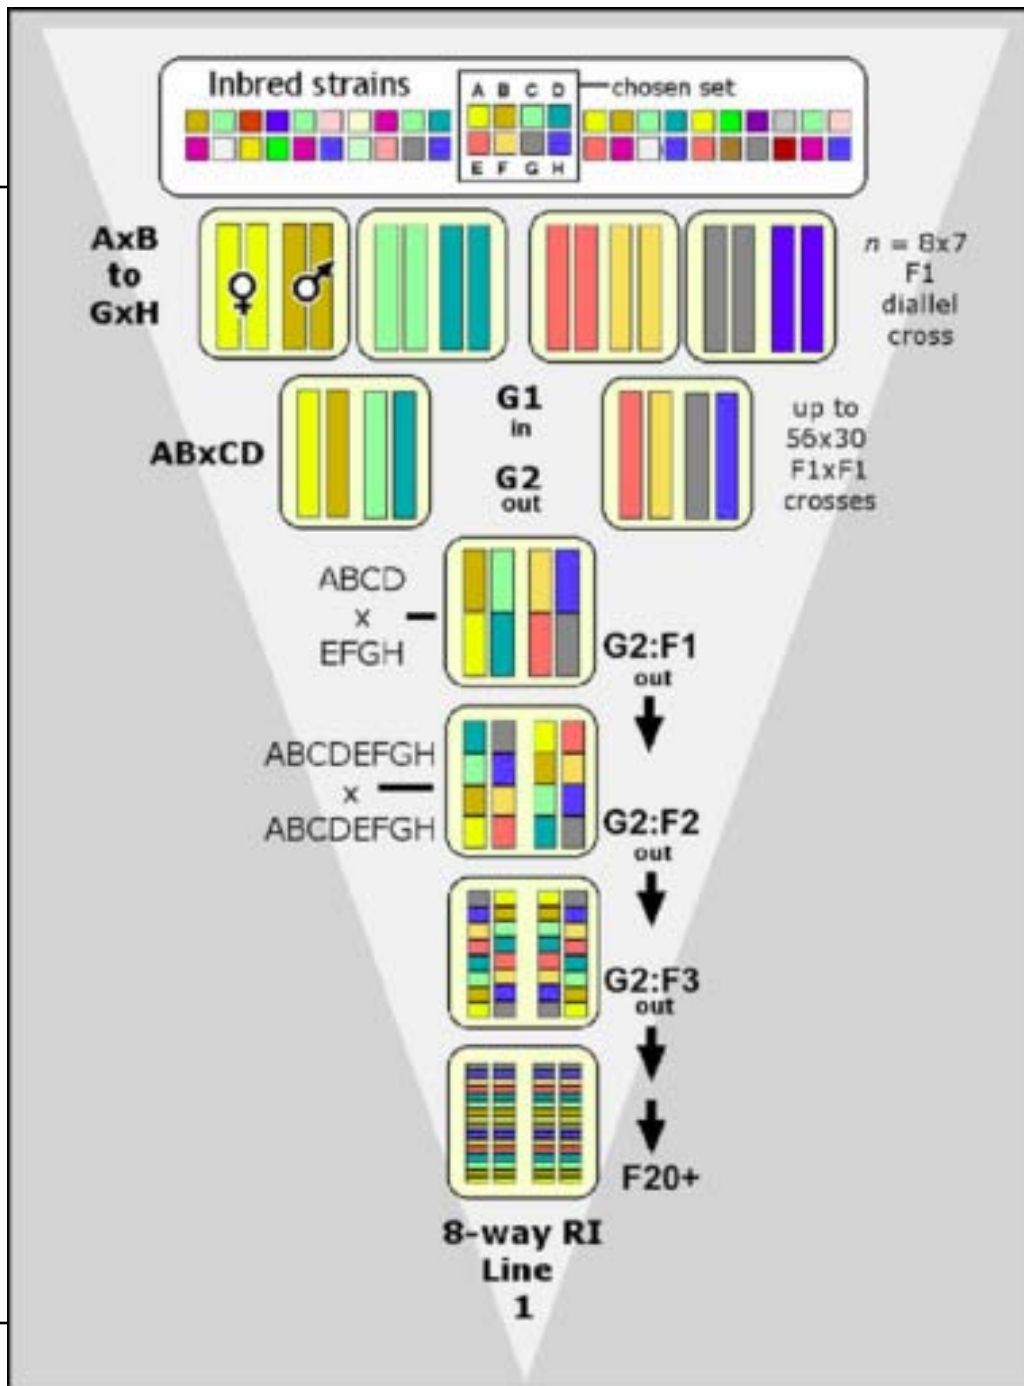 Inbred strains
A B C D
chosen set
E F G H
AxB
to
GxH
n = 8x7
F1
diallel
cross
ABxCD
G1
in
G2
out
up to
56x30
F1xF1
crosses
ABCD
x
EFGH
G2:F1
out
ABCDEFGH
x
ABCDEFGH
G2:F2
out
G2:F3
out
F20+
8-way RI
Line
1